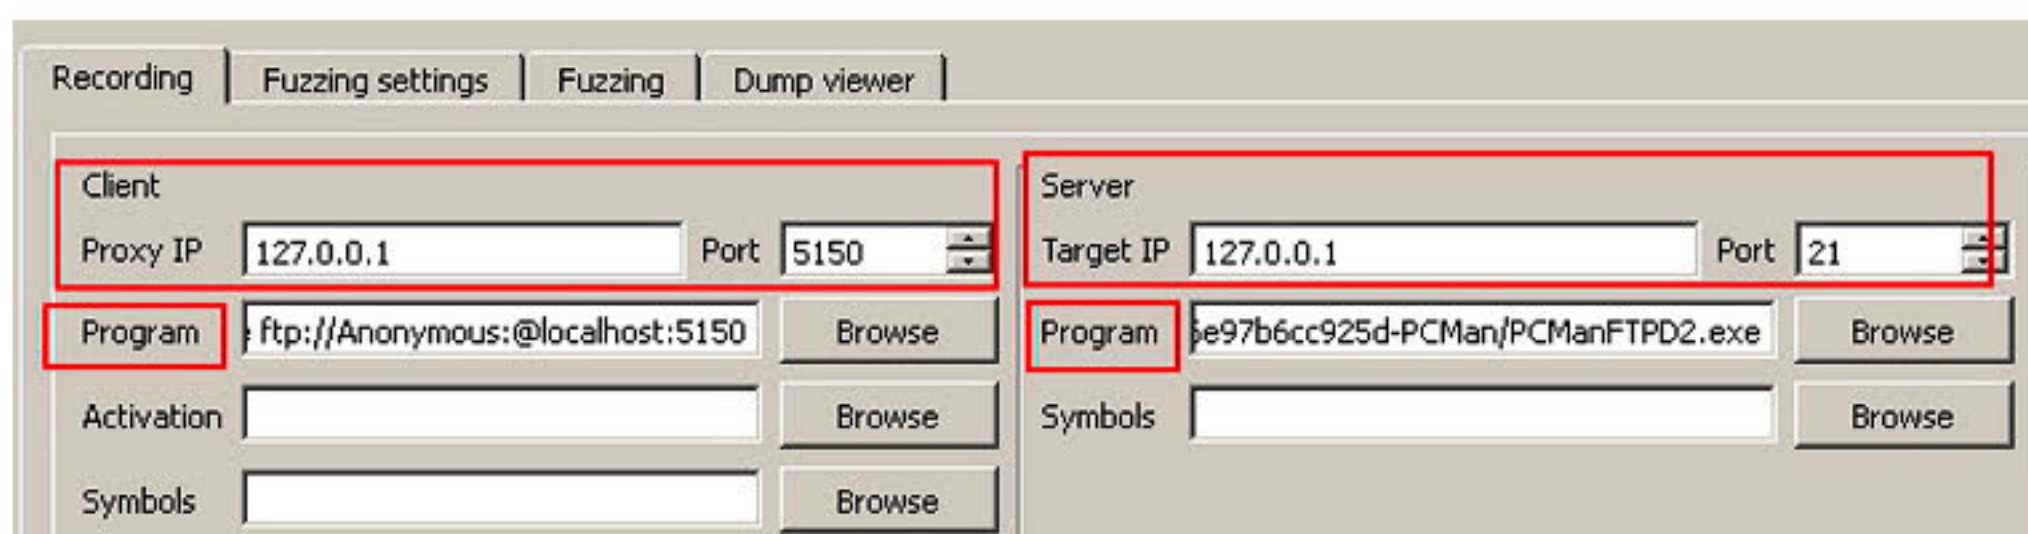 Recording Fuzzing settings Fuzzing Dump viewer
Client
Proxy IP 127.0.0.1 Port 5150
Program ftp://Anonymous:@localhost:5150 Browse
Activation Browse
Symbols Browse
Server
Target IP 127.0.0.1 Port 21
Program 6e97b6cc925d-PCMan/PCManFTPD2.exe Browse
Symbols Browse